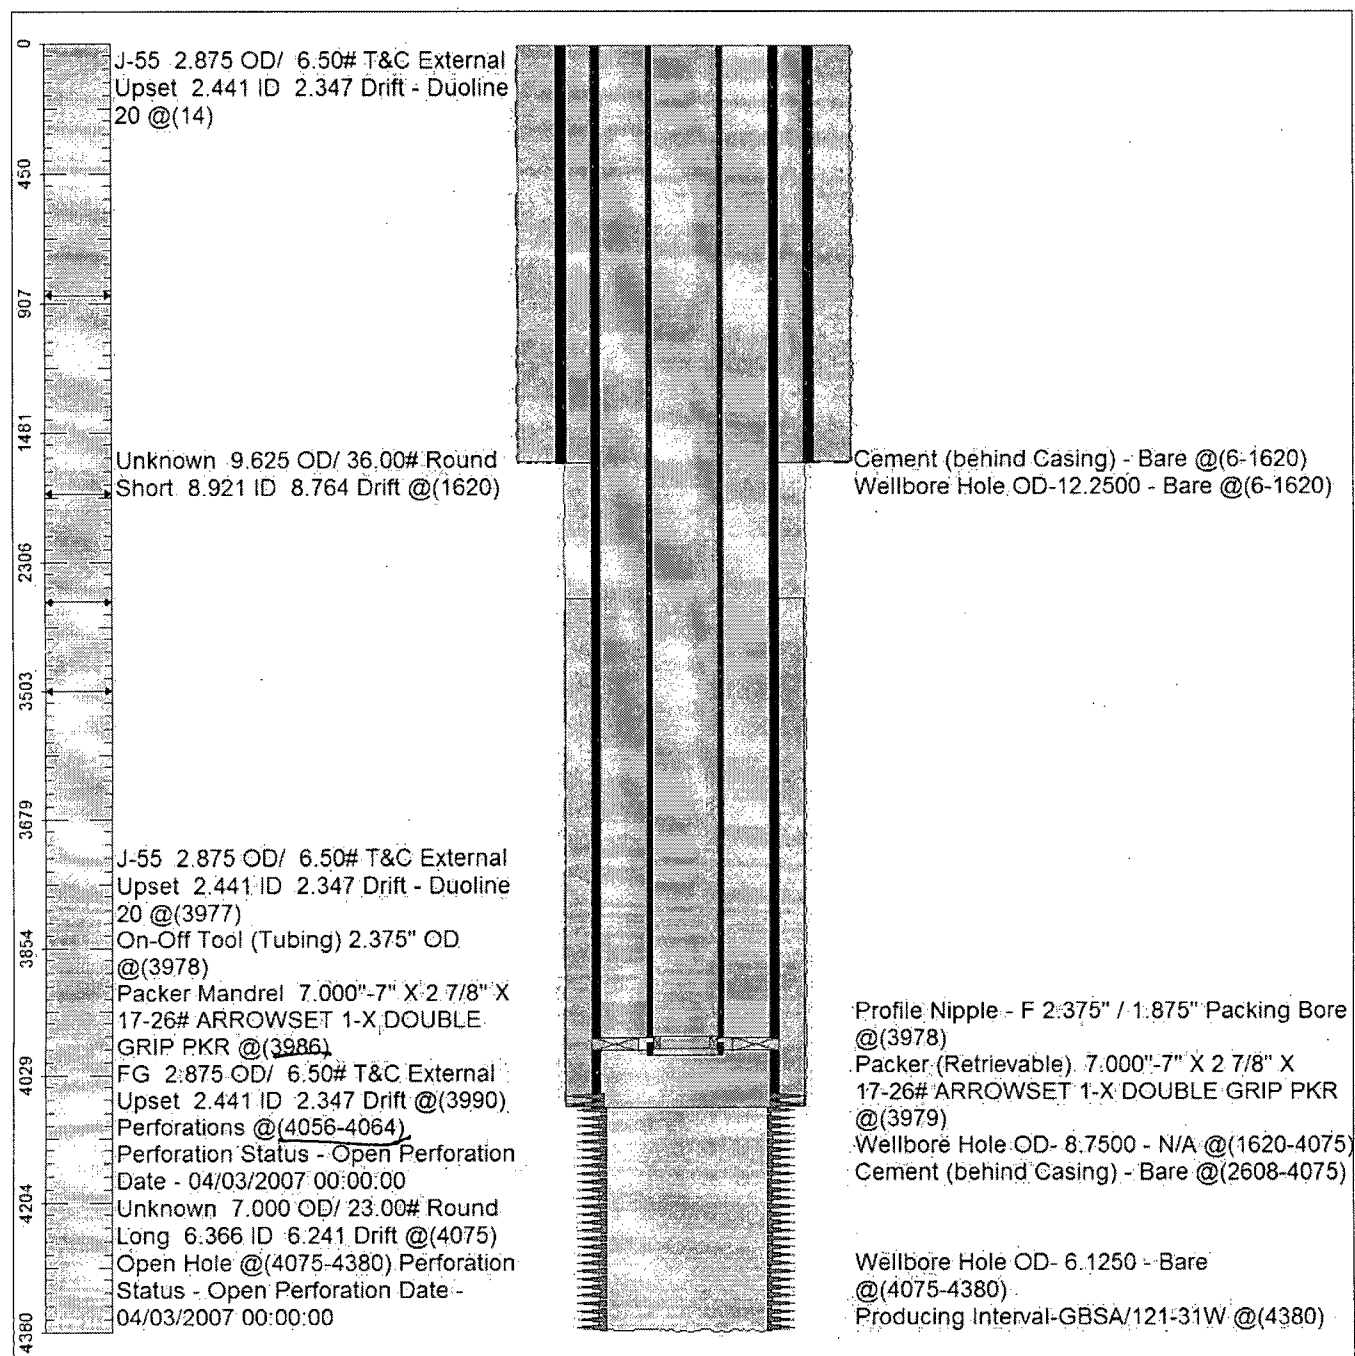 0
450
907
1481
2306
3503
3679
3854
4029
4204
4380
J-55 2.875 OD/ 6.50# T&C External
Upset 2.441 ID 2.347 Drift - Duoline
20 @(14)
Unknown 9.625 OD/ 36.00# Round
Short 8.921 ID 8.764 Drift @(1620)
J-55 2.875 OD/ 6.50# T&C External
Upset 2.441 ID 2.347 Drift - Duoline
20 @(3977)
On-Off Tool (Tubing) 2.375" OD
@(3978)
Packer Mandrel 7.000"-7" X 2 7/8" X
17-26# ARROWSET 1-X DOUBLE
GRIP PKR @(3986)
FG 2.875 OD/ 6.50# T&C External
Upset 2.441 ID 2.347 Drift @(3990)
Perforations @(4056-4064)
Perforation Status - Open Perforation
Date - 04/03/2007 00:00:00
Unknown 7.000 OD/ 23.00# Round
Long 6.366 ID 6.241 Drift @(4075)
Open Hole @(4075-4380) Perforation
Status - Open Perforation Date -
04/03/2007 00:00:00
Cement (behind Casing) - Bare @(6-1620)
Wellbore Hole OD-12.2500 - Bare @(6-1620)
Profile Nipple - F 2.375" / 1.875" Packing Bore
@(3978)
Packer (Retrievable) 7.000"-7" X 2 7/8" X
17-26# ARROWSET 1-X DOUBLE GRIP PKR
@(3979)
Wellbore Hole OD- 8.7500 - N/A @(1620-4075)
Cement (behind Casing) - Bare @(2608-4075)
Wellbore Hole OD- 6.1250 - Bare
@(4075-4380)
Producing Interval-GBSA/121-31W @(4380)